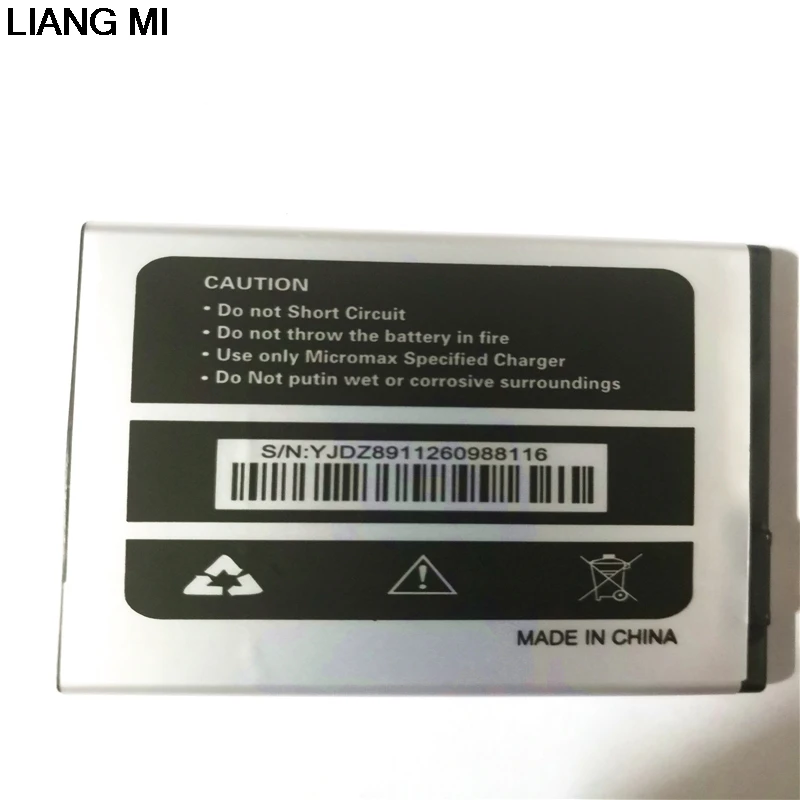 LIANG MI
CAUTION
• Do not Short Circuit
• Do not throw the battery in fire
• Use only Micromax Specified Charger
• Do Not putin wet or corrosive surroundings
S/N:YJDZ8911260988116
MADE IN CHINA